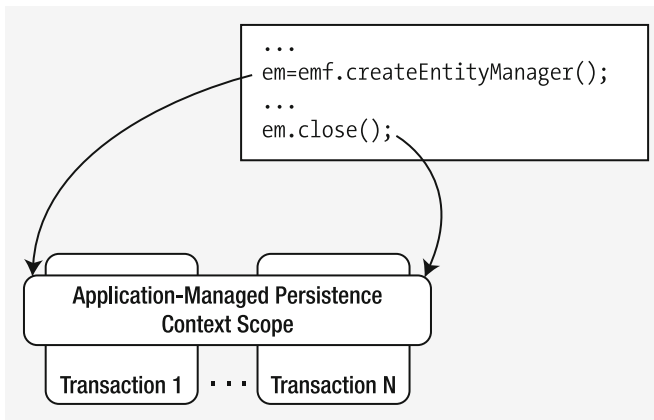 ...
em=emf.createEntityManager();
...
em.close();
Application-Managed Persistence
Context Scope
Transaction 1 ... Transaction N